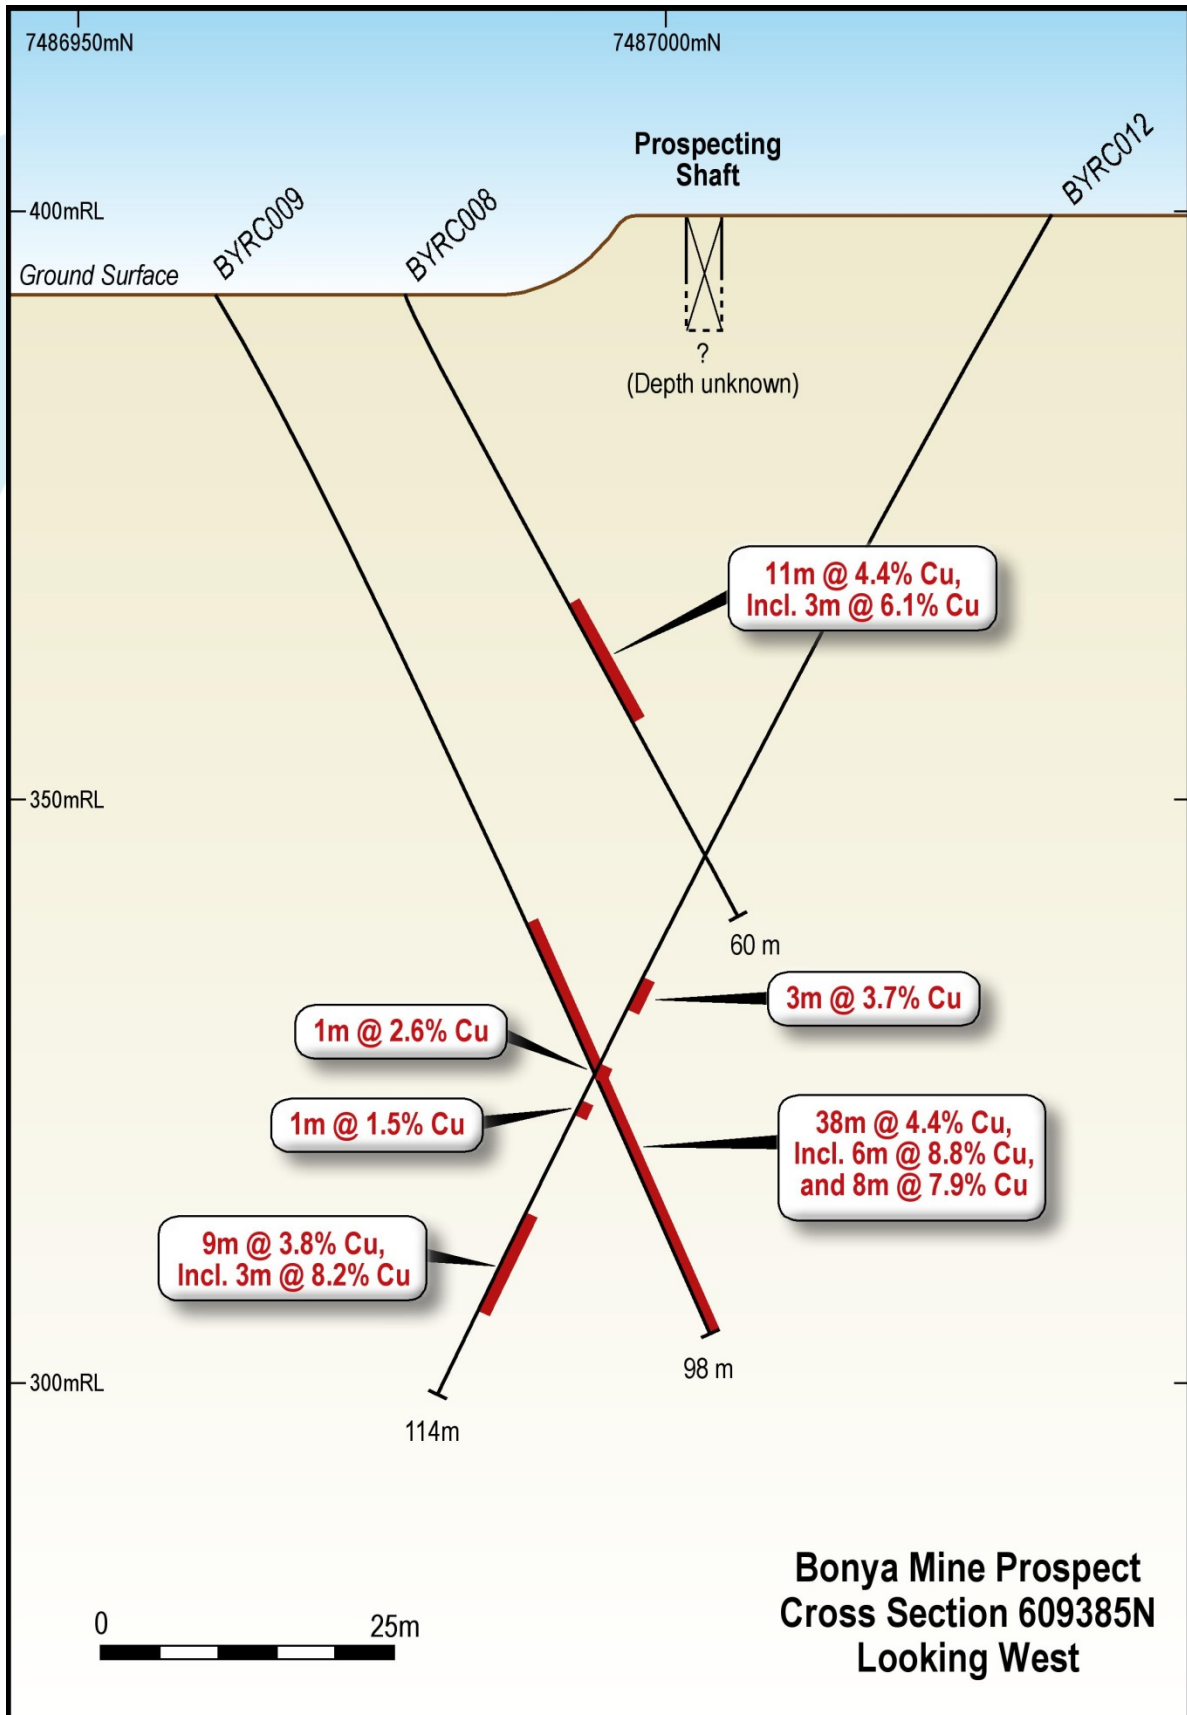 7486950mN
7487000mN
Prospecting
Shaft
BYRC012
400mRL
BYRC009
BYRC008
Ground Surface
?
(Depth unknown)
11m @ 4.4% Cu,
Incl. 3m @ 6.1% Cu
350mRL
60 m
3m @ 3.7% Cu
1m @ 2.6% Cu
1m @ 1.5% Cu
38m @ 4.4% Cu,
Incl. 6m @ 8.8% Cu,
and 8m @ 7.9% Cu
9m @ 3.8% Cu,
Incl. 3m @ 8.2% Cu
98 m
300mRL
114m
Bonya Mine Prospect
Cross Section 609385N
Looking West
0
25m